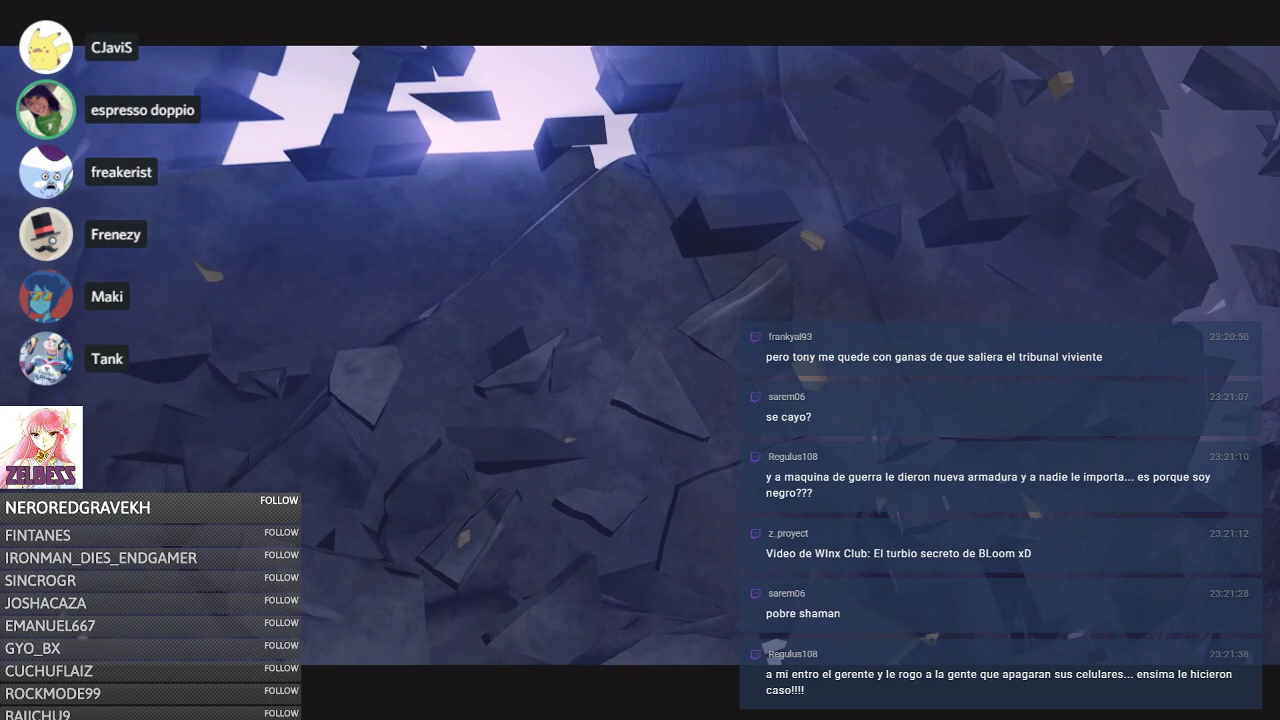 CJaviS
espresso doppio
freakerist
Frenezy
Maki
Tank
ZELBESS
NEROREDGRAVEKH FOLLOW
FINTANES FOLLOW
IRONMAN_DIES_ENDGAMER FOLLOW
SINCROGR FOLLOW
JOSHACAZA FOLLOW
EMANUEL667 FOLLOW
GYO_BX FOLLOW
CUCHUFLAIZ FOLLOW
ROCKMODE99 FOLLOW
RAIICHU9 FOLLOW
frankyal93 23:20:50
pero tony me quede con ganas de que saliera el tribunal viviente
sarem06 23:21:07
se cayo?
Regulus108 23:21:10
y a maquina de guerra le dieron nueva armadura y a nadie le importa... es porque soy
negro???
z_proyect 23:21:12
Video de WInx Club: El turbio secreto de BLoom xD
sarem06 23:21:28
pobre shaman
Regulus108 23:21:38
a mi entro el gerente y le rogo a la gente que apagaran sus celulares... ensima le hicieron
caso!!!!